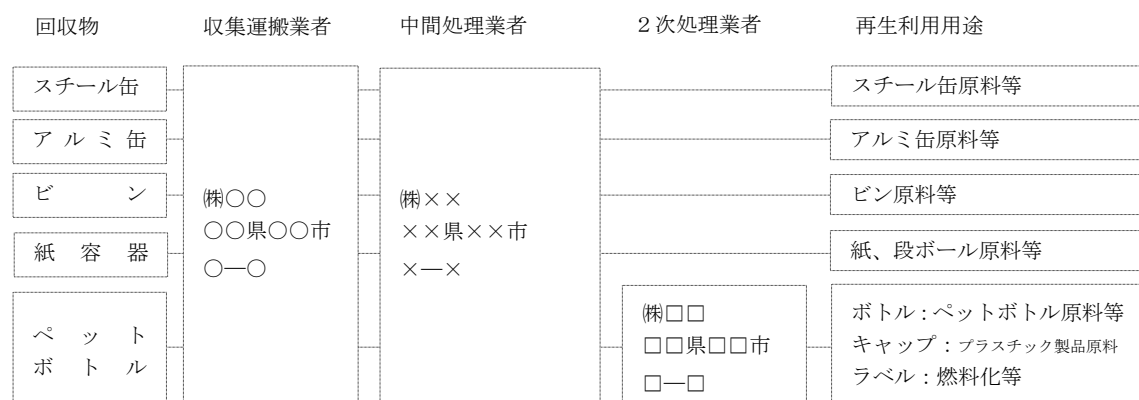 回収物 収集運搬業者 中間処理業者 2次処理業者 再生利用用途
スチール缶 スチール缶原料等
アルミ缶 アルミ缶原料等
ビン ビン原料等
㈱○○ ㈱××
○○県○○市 ××県××市
○―○ ×―×
紙容器 紙、段ボール原料等
ペット
ボトル
㈱□□
□□県□□市
□―□
ボトル:ペットボトル原料等
キャップ:プラスチック製品原料
ラベル:燃料化等